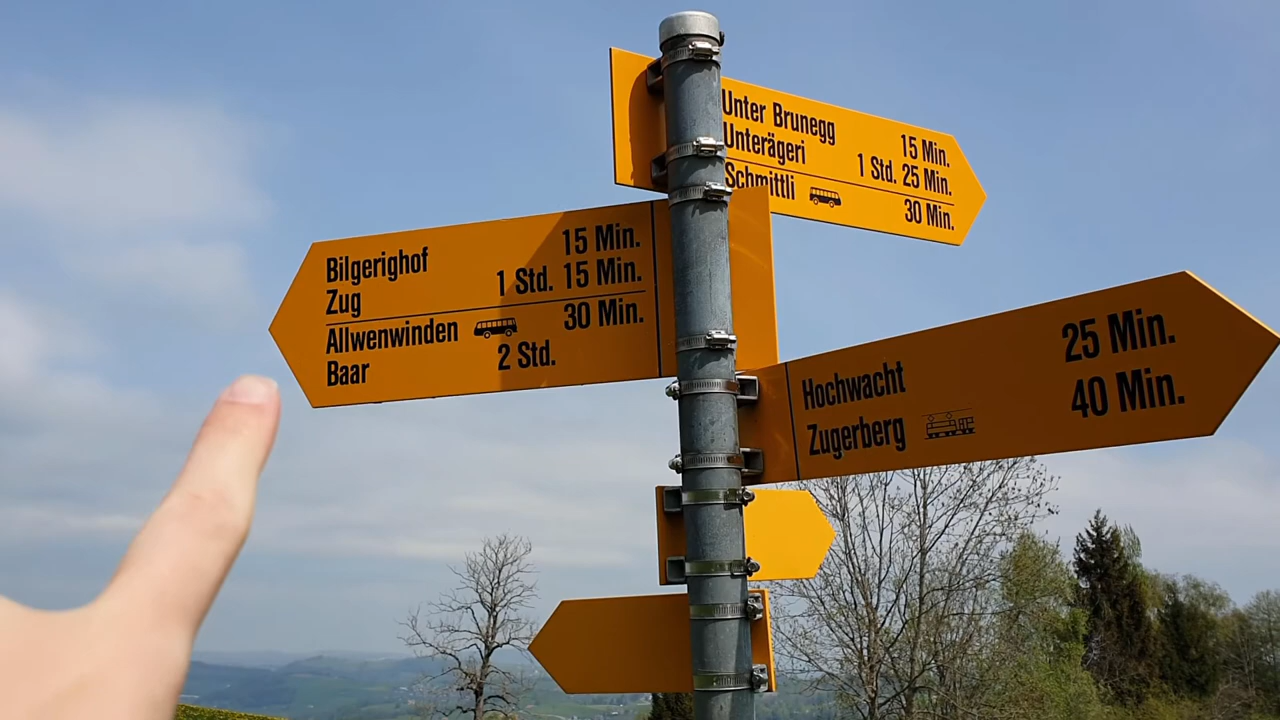 Unter Brunegg 15 Min.
Unterägeri 1 Std. 25 Min.
Schmittli 30 Min.
Bilgerighof 15 Min.
Zug 1 Std. 15 Min.
Allwenwinden 30 Min.
Baar 2 Std.
Hochwacht 25 Min.
Zugerberg 40 Min.